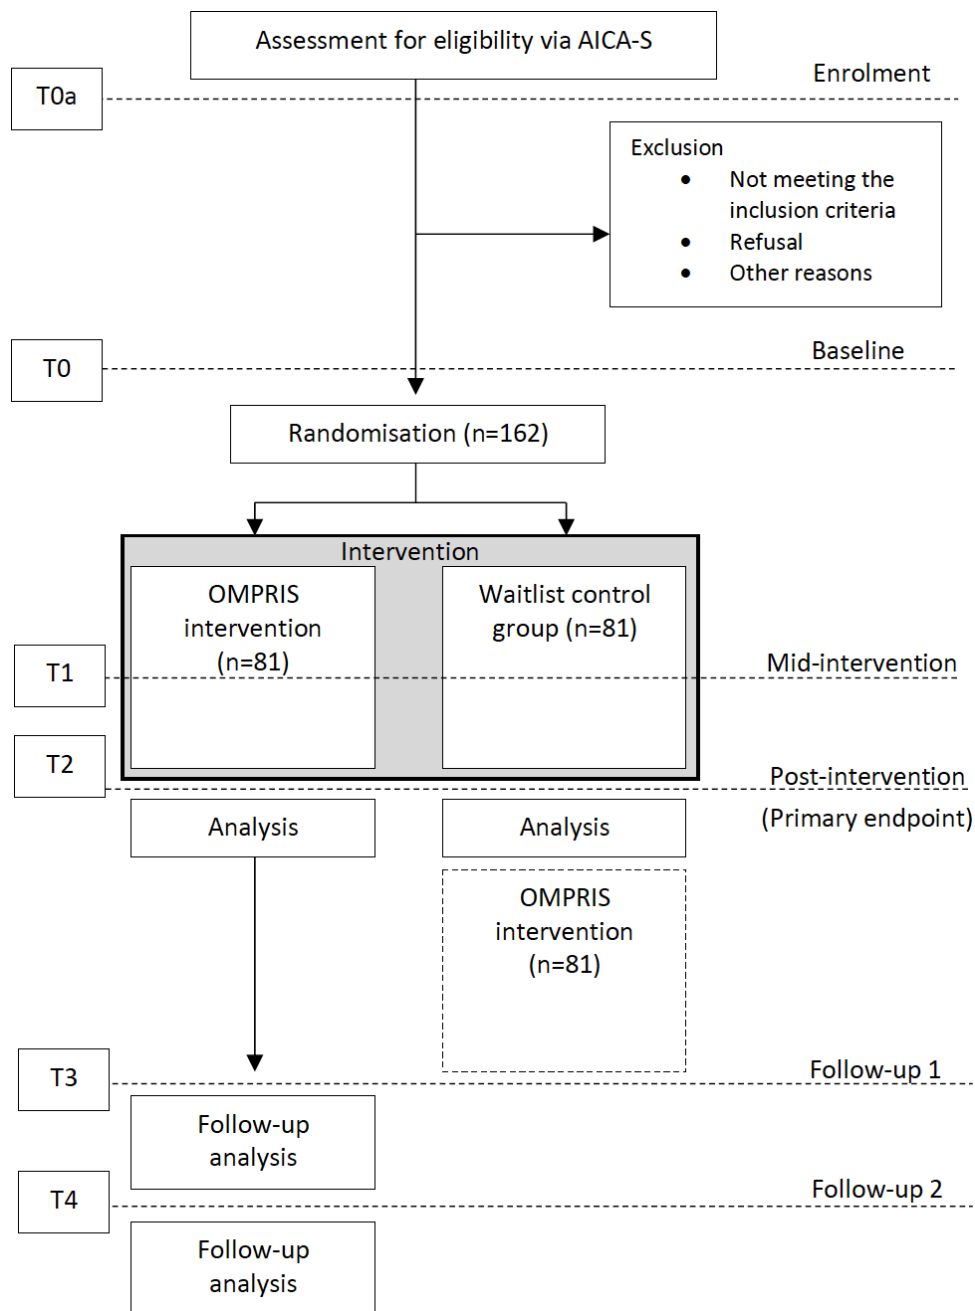 Assessment for eligibility via AICA-S
Enrolment
T0a
Exclusion
• Not meeting the
inclusion criteria
• Refusal
• Other reasons
Baseline
T0
Randomisation (n=162)
Intervention
OMPRIS
intervention
(n=81)
Waitlist control
group (n=81)
T1
Mid-intervention
T2
Post-intervention
(Primary endpoint)
Analysis
Analysis
OMPRIS
intervention
(n=81)
T3
Follow-up 1
Follow-up
analysis
T4
Follow-up 2
Follow-up
analysis